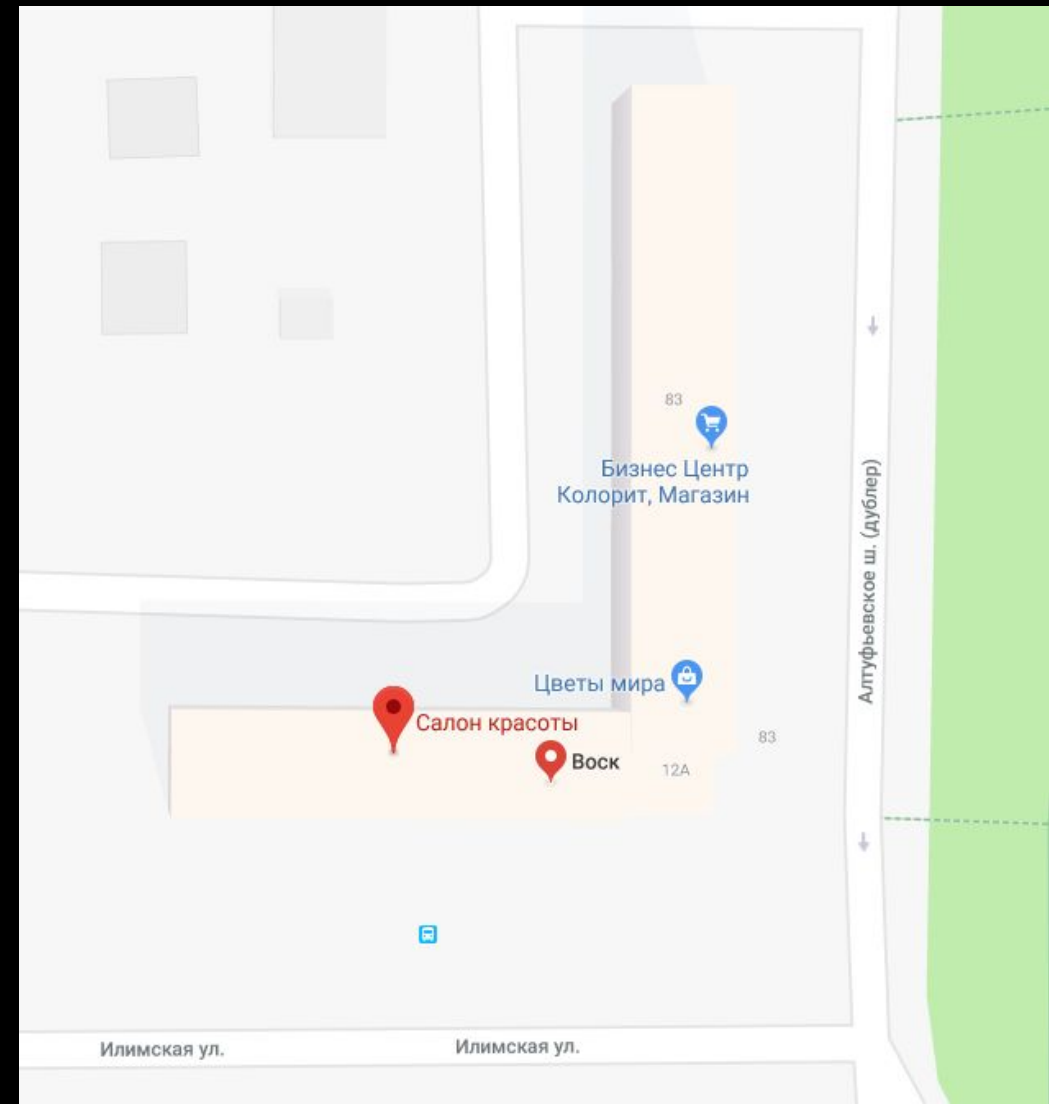 83
Бизнес Центр
Колорит, Магазин
Алтуфьевское ш. (дублер)
Цветы мира
Салон красоты
83
Воск
12А
Илимская ул.
Илимская ул.